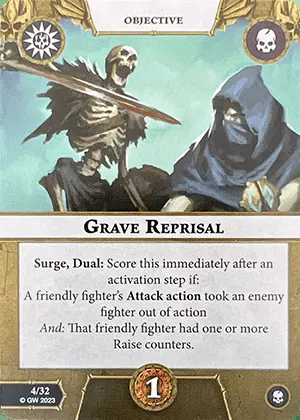 OBJECTIVE
GRAVE REPRISAL
Surge, Dual: Score this immediately after an
activation step if:
A friendly fighter's Attack action took an enemy
fighter out of action
And: That friendly fighter had one or more
Raise counters.
4/32
© GW 2023
1